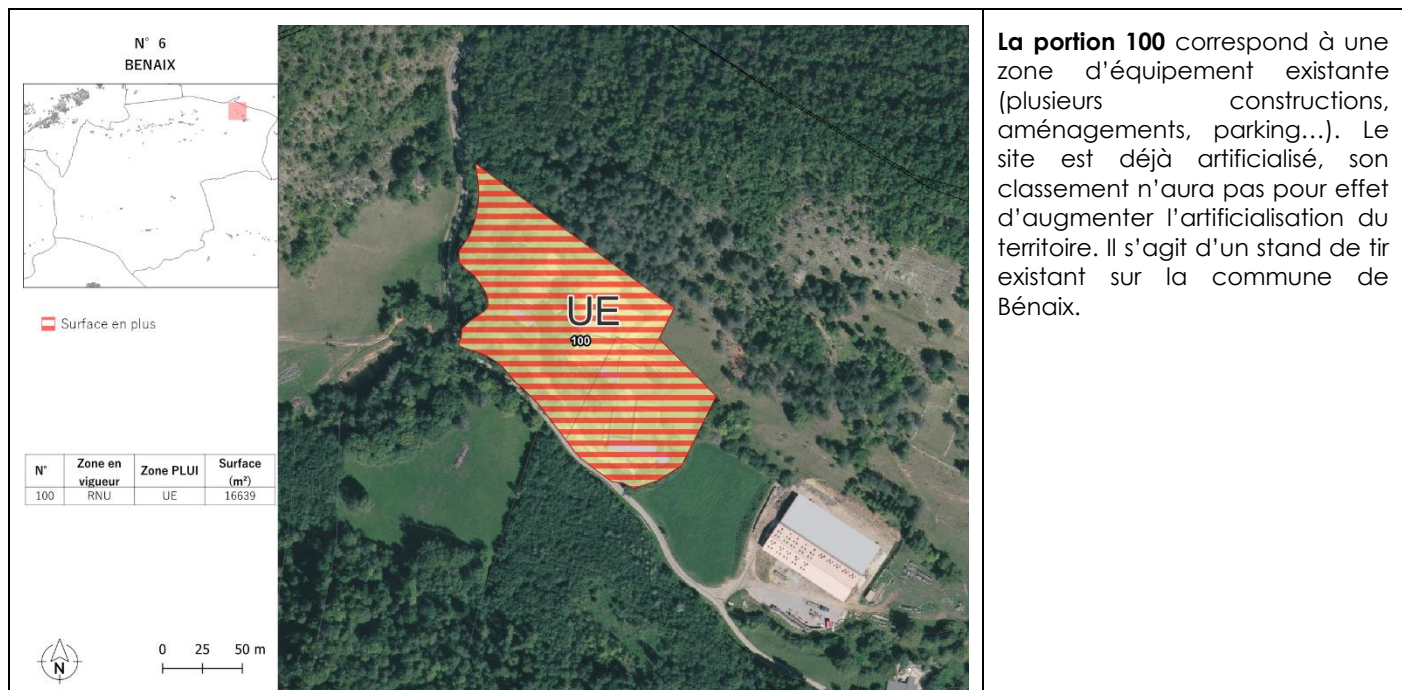 N° 6
BENAIX
Surface en plus
N° Zone en vigueur Zone PLUI Surface (m²)
100 RNU UE 16639
N
0 25 50 m
UE
100
La portion 100 correspond à une
zone d’équipement existante
(plusieurs constructions,
aménagements, parking…). Le
site est déjà artificialisé, son
classement n’aura pas pour effet
d’augmenter l’artificialisation du
territoire. Il s’agit d’un stand de tir
existant sur la commune de
Bénaix.